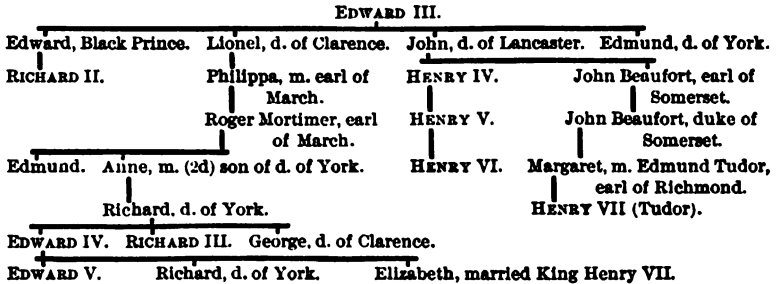 EDWARD III.
Edward, Black Prince. Lionel, d. of Clarence. John, d. of Lancaster. Edmund, d. of York.
RICHARD II. Philippa, m. earl of March. HENRY IV. John Beaufort, earl of Somerset.
Roger Mortimer, earl of March. HENRY V. John Beaufort, duke of Somerset.
Edmund. Anne, m. (2d) son of d. of York. HENRY VI. Margaret, m. Edmund Tudor, earl of Richmond.
Richard, d. of York. HENRY VII (Tudor).
EDWARD IV. RICHARD III. George, d. of Clarence.
EDWARD V. Richard, d. of York. Elizabeth, married King Henry VII.